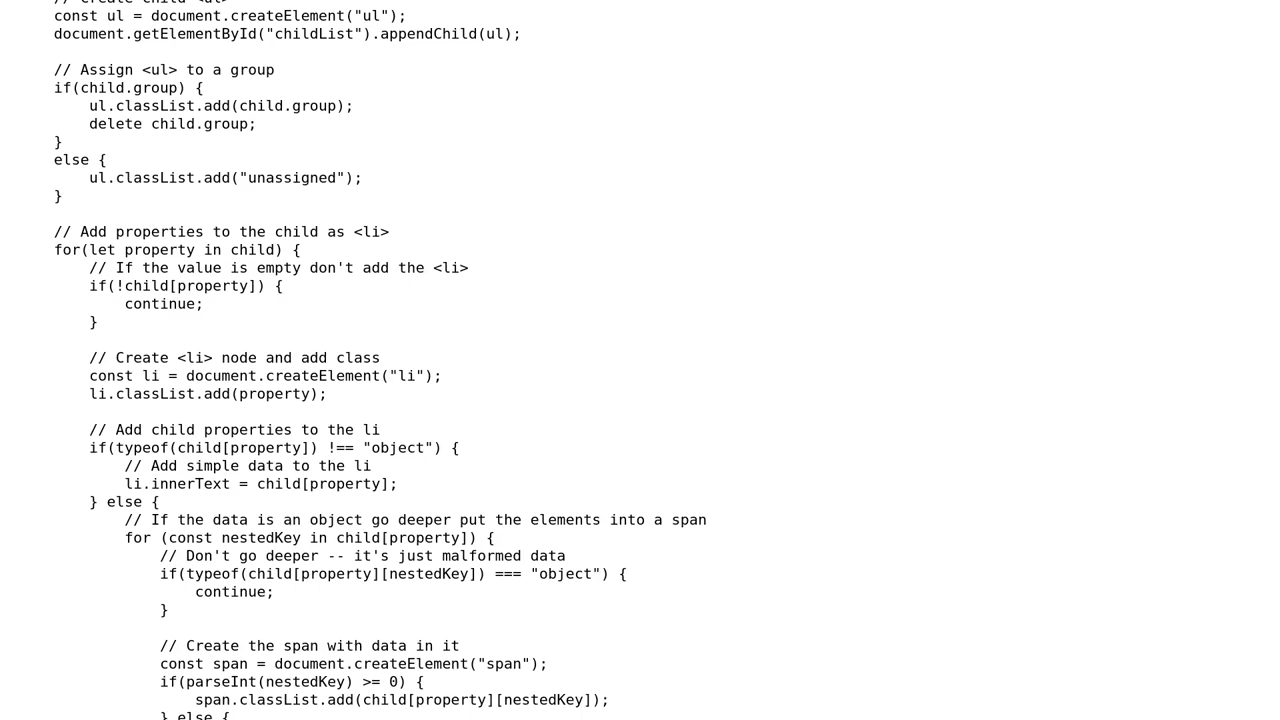 // Create child <ul>
const ul = document.createElement("ul");
document.getElementById("childList").appendChild(ul);
// Assign <ul> to a group
if(child.group) {
ul.classList.add(child.group);
delete child.group;
}
else {
ul.classList.add("unassigned");
}
// Add properties to the child as <li>
for(let property in child) {
// If the value is empty don't add the <li>
if(!child[property]) {
continue;
}
// Create <li> node and add class
const li = document.createElement("li");
li.classList.add(property);
// Add child properties to the li
if(typeof(child[property]) !== "object") {
// Add simple data to the li
li.innerText = child[property];
} else {
// If the data is an object go deeper put the elements into a span
for (const nestedKey in child[property]) {
// Don't go deeper -- it's just malformed data
if(typeof(child[property][nestedKey]) === "object") {
continue;
}
// Create the span with data in it
const span = document.createElement("span");
if(parseInt(nestedKey) >= 0) {
span.classList.add(child[property][nestedKey]);
} else {